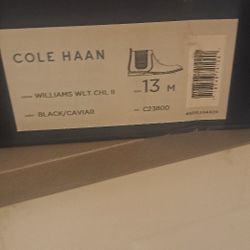 COLE HAAN
WILLIAMS WLT CHL II
13 M
BLACK/CAVIAR
C23800